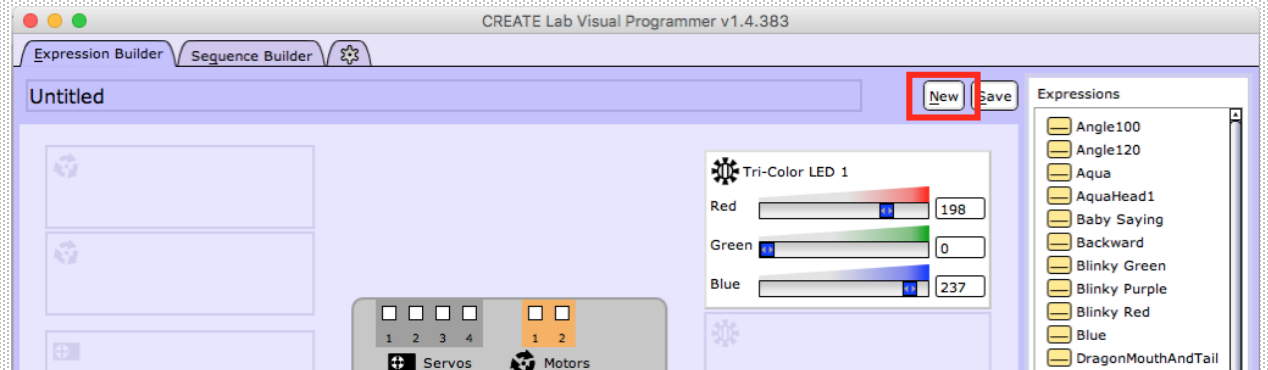 CREATE Lab Visual Programmer v1.4.383
Expression Builder
Sequence Builder
Untitled
New
Save
Expressions
Angle100
Angle120
Aqua
AquaHead1
Baby Saying
Backward
Blinky Green
Blinky Purple
Blinky Red
Blue
DragonMouthAndTail
Tri-Color LED 1
Red 198
Green 0
Blue 237
1 2 3 4
1 2
Servos
Motors